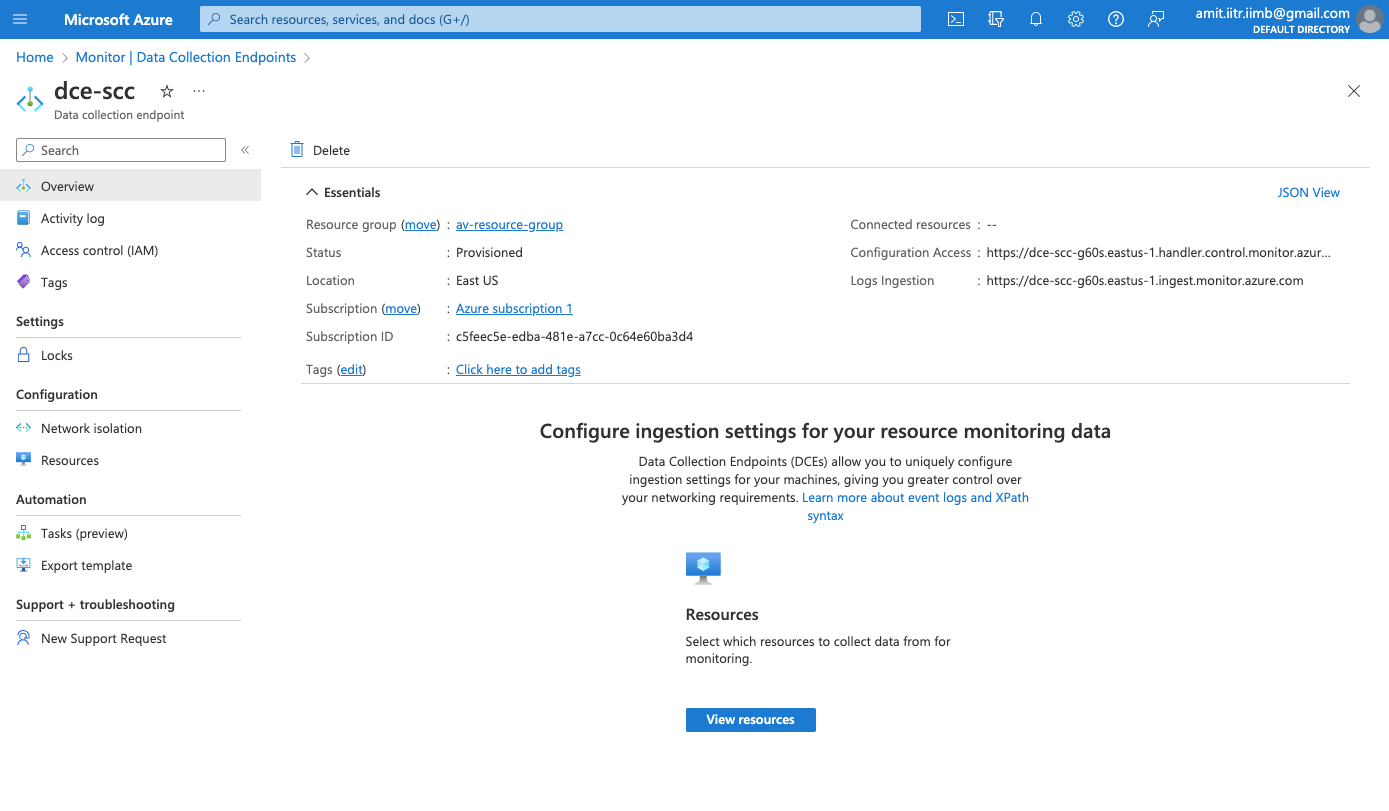 Microsoft Azure
Search resources, services, and docs (G+/)
amit.iitr.iimb@gmail.com
DEFAULT DIRECTORY
Home > Monitor | Data Collection Endpoints >
dce-scc
Data collection endpoint
Search
Delete
Overview
Activity log
Access control (IAM)
Tags
Settings
Locks
Configuration
Network isolation
Resources
Automation
Tasks (preview)
Export template
Support + troubleshooting
New Support Request
Essentials
JSON View
Resource group (move) : av-resource-group
Status : Provisioned
Location : East US
Subscription (move) : Azure subscription 1
Subscription ID : c5feec5e-edba-481e-a7cc-0c64e60ba3d4
Tags (edit) : Click here to add tags
Connected resources : --
Configuration Access : https://dce-scc-g60s.eastus-1.handler.control.monitor.azur...
Logs Ingestion : https://dce-scc-g60s.eastus-1.ingest.monitor.azure.com
Configure ingestion settings for your resource monitoring data
Data Collection Endpoints (DCEs) allow you to uniquely configure
ingestion settings for your machines, giving you greater control over
your networking requirements. Learn more about event logs and XPath
syntax
Resources
Select which resources to collect data from for
monitoring.
View resources